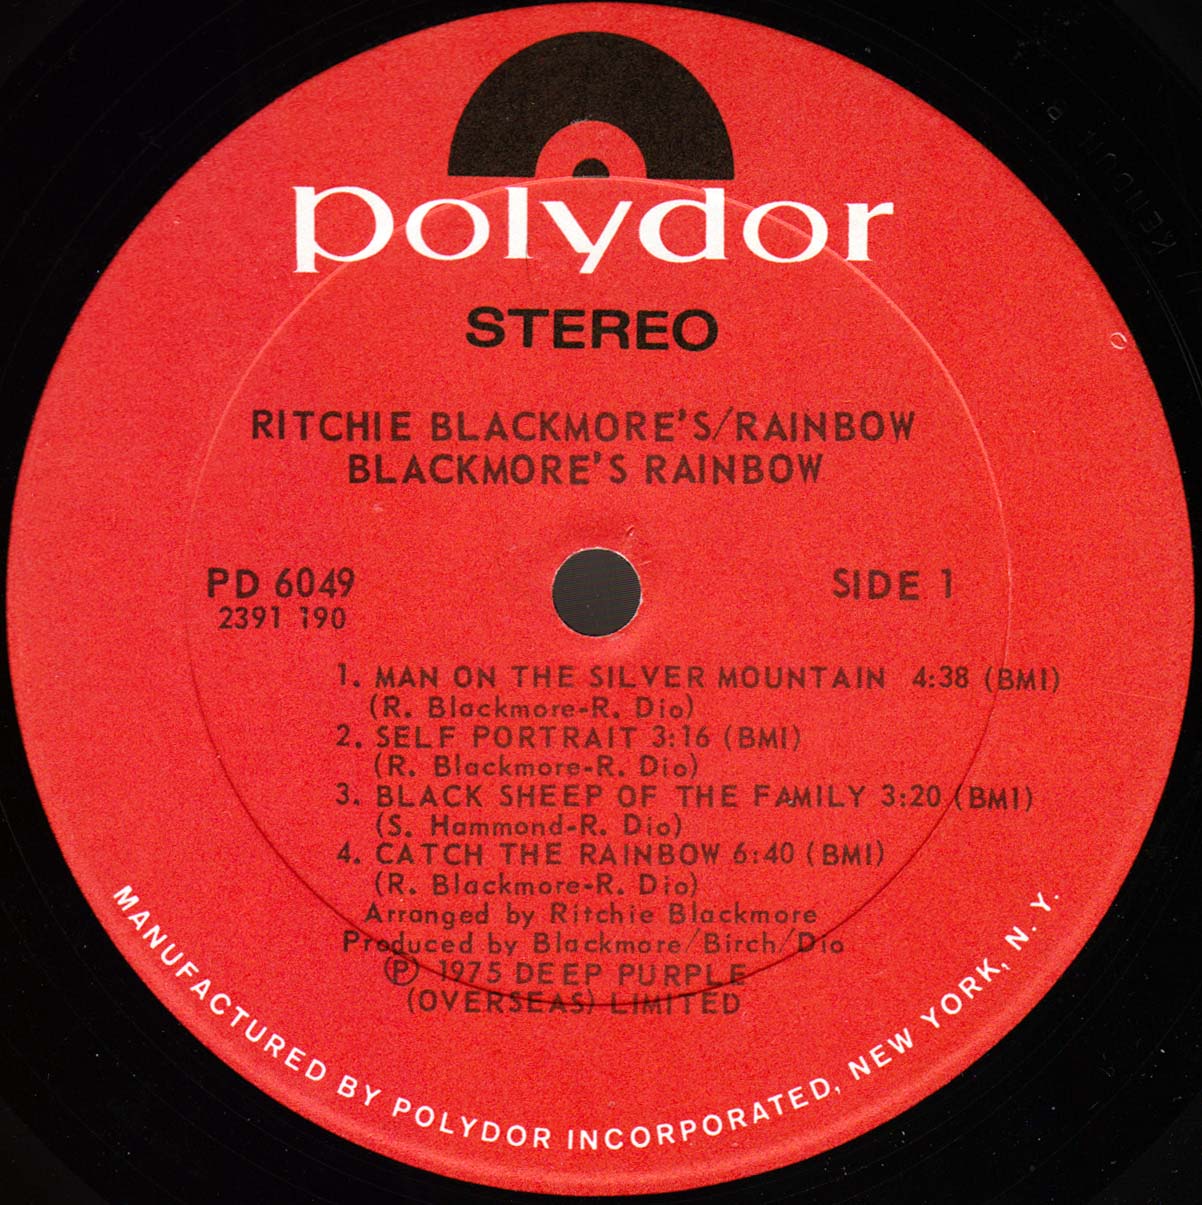 polydor
STEREO
RITCHIE BLACKMORE'S/RAINBOW
BLACKMORE'S RAINBOW
PD 6049
2391 190
SIDE 1
1. MAN ON THE SILVER MOUNTAIN 4:38 (BMI)
(R. Blackmore-R. Dio)
2. SELF PORTRAIT 3:16 (BMI)
(R. Blackmore-R. Dio)
3. BLACK SHEEP OF THE FAMILY 3:20 (BMI)
(S. Hammond-R. Dio)
4. CATCH THE RAINBOW 6:40 (BMI)
(R. Blackmore-R. Dio)
Arranged by Ritchie Blackmore
Produced by Blackmore/Birch/Dio
Ⓟ 1975 DEEP PURPLE
(OVERSEAS) LIMITED
MANUFACTURED BY POLYDOR INCORPORATED, NEW YORK, N. Y.